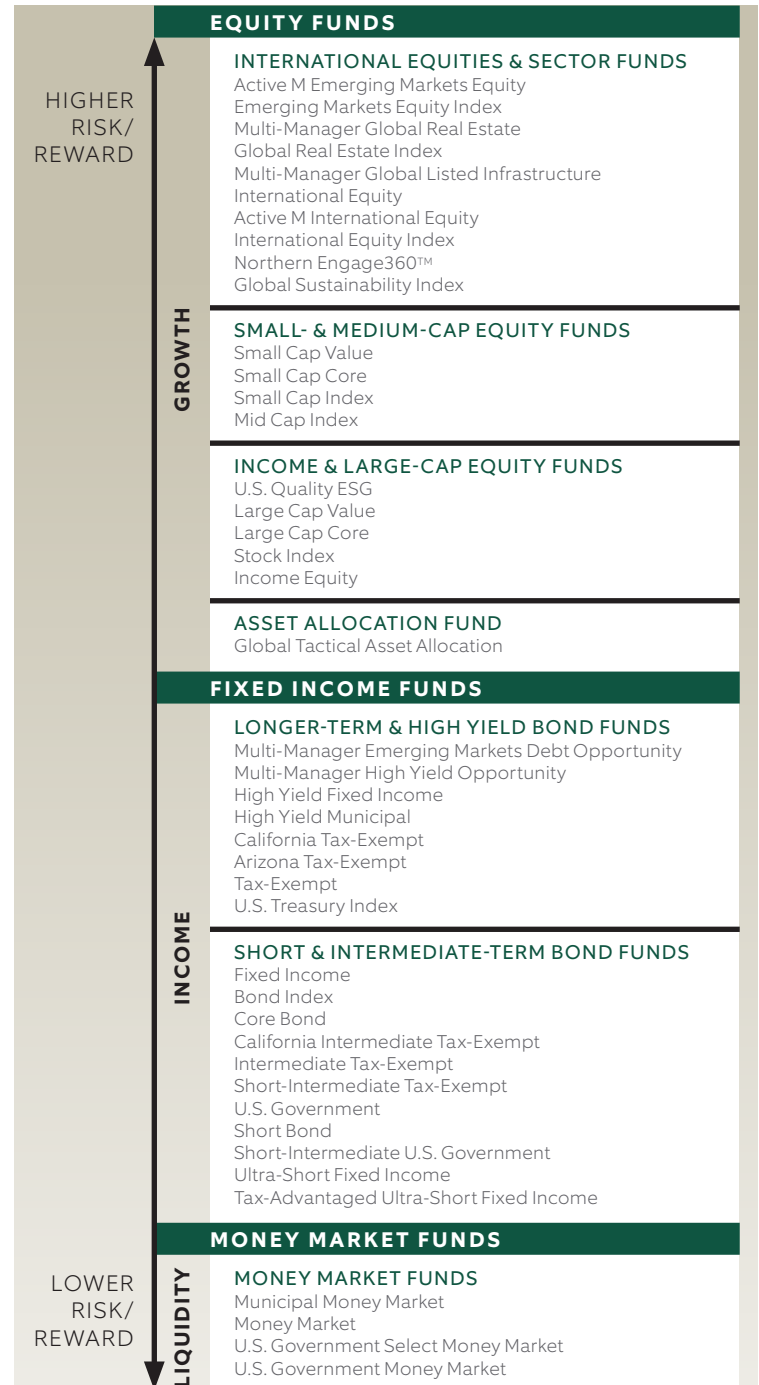 EQUITY FUNDS
HIGHER
RISK/
REWARD
GROWTH
INTERNATIONAL EQUITIES & SECTOR FUNDS
Active M Emerging Markets Equity
Emerging Markets Equity Index
Multi-Manager Global Real Estate
Global Real Estate Index
Multi-Manager Global Listed Infrastructure
International Equity
Active M International Equity
International Equity Index
Northern Engage360™
Global Sustainability Index
SMALL- & MEDIUM-CAP EQUITY FUNDS
Small Cap Value
Small Cap Core
Small Cap Index
Mid Cap Index
INCOME & LARGE-CAP EQUITY FUNDS
U.S. Quality ESG
Large Cap Value
Large Cap Core
Stock Index
Income Equity
ASSET ALLOCATION FUND
Global Tactical Asset Allocation
FIXED INCOME FUNDS
INCOME
LONGER-TERM & HIGH YIELD BOND FUNDS
Multi-Manager Emerging Markets Debt Opportunity
Multi-Manager High Yield Opportunity
High Yield Fixed Income
High Yield Municipal
California Tax-Exempt
Arizona Tax-Exempt
Tax-Exempt
U.S. Treasury Index
SHORT & INTERMEDIATE-TERM BOND FUNDS
Fixed Income
Bond Index
Core Bond
California Intermediate Tax-Exempt
Intermediate Tax-Exempt
Short-Intermediate Tax-Exempt
U.S. Government
Short Bond
Short-Intermediate U.S. Government
Ultra-Short Fixed Income
Tax-Advantaged Ultra-Short Fixed Income
MONEY MARKET FUNDS
LOWER
RISK/
REWARD
LIQUIDITY
MONEY MARKET FUNDS
Municipal Money Market
Money Market
U.S. Government Select Money Market
U.S. Government Money Market